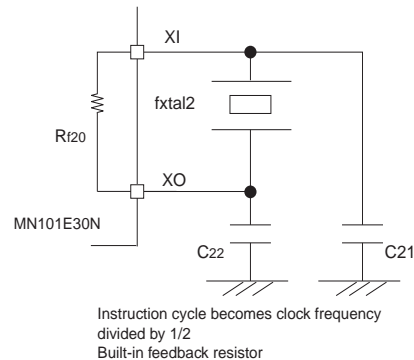 XI
fxtal2
Rf20
XO
MN101E30N
C22
C21
Instruction cycle becomes clock frequency
divided by 1/2
Built-in feedback resistor